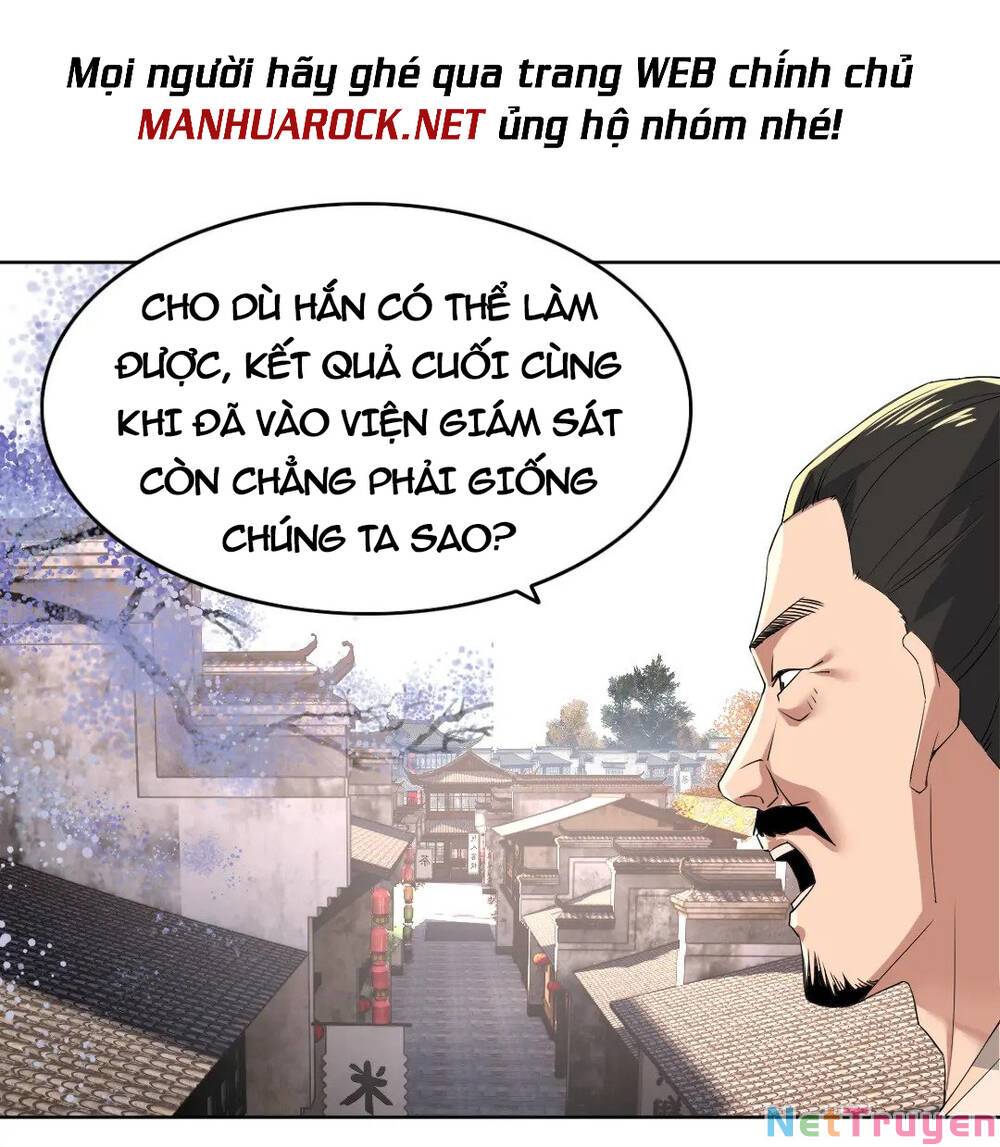 Mọi người hãy ghé qua trang WEB chính chủ
MANHUAROCK.NET ủng hộ nhóm nhé!
CHO DÙ HẮN CÓ THỂ LÀM
ĐƯỢC, KẾT QUẢ CUỐI CÙNG
KHI ĐÃ VÀO VIỆN GIÁM SÁT
CÒN CHẲNG PHẢI GIỐNG
CHÚNG TA SAO?
茶
米
NetTruyen